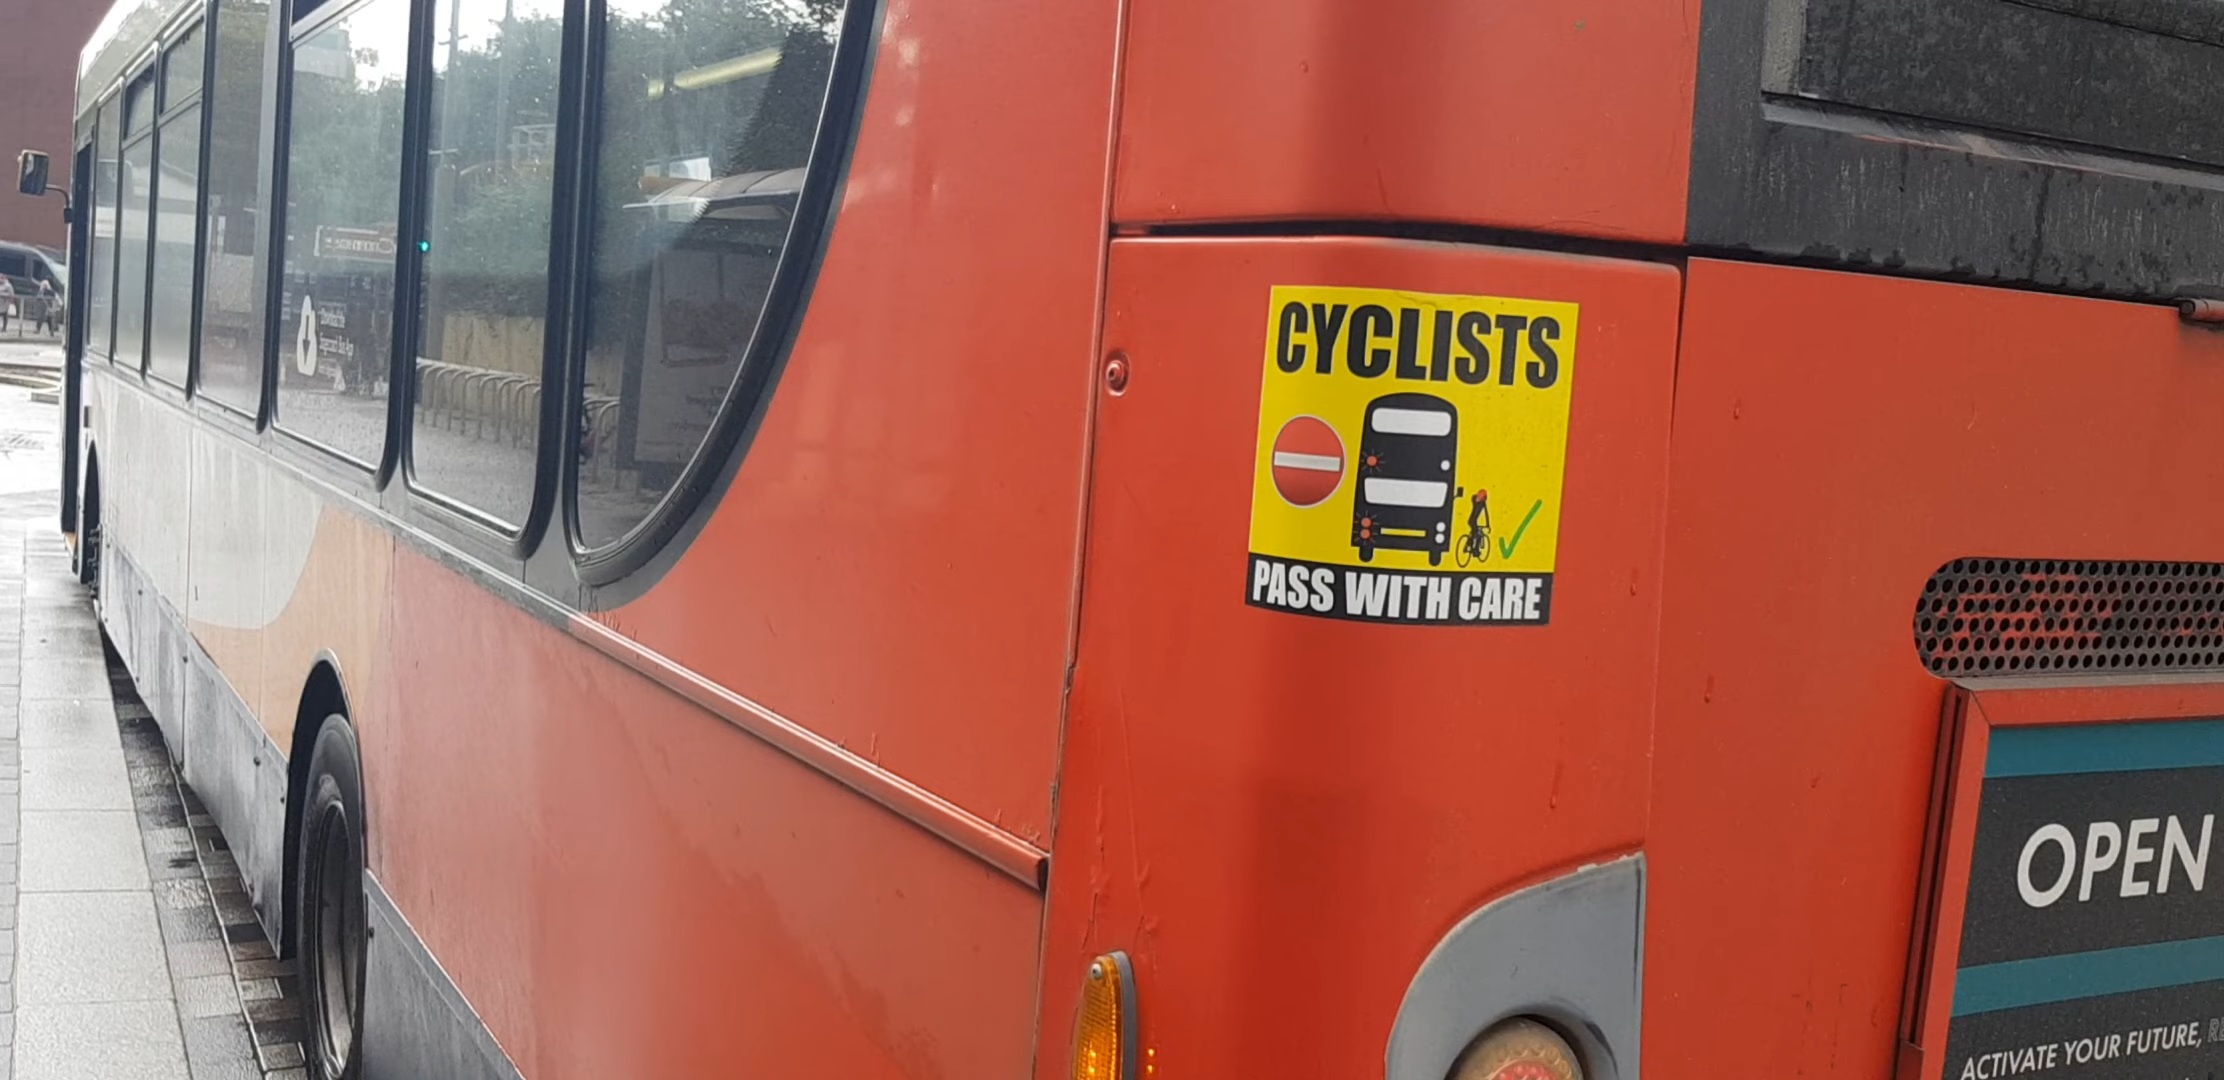 CYCLISTS
PASS WITH CARE
OPEN
ACTIVATE YOUR FUTURE,